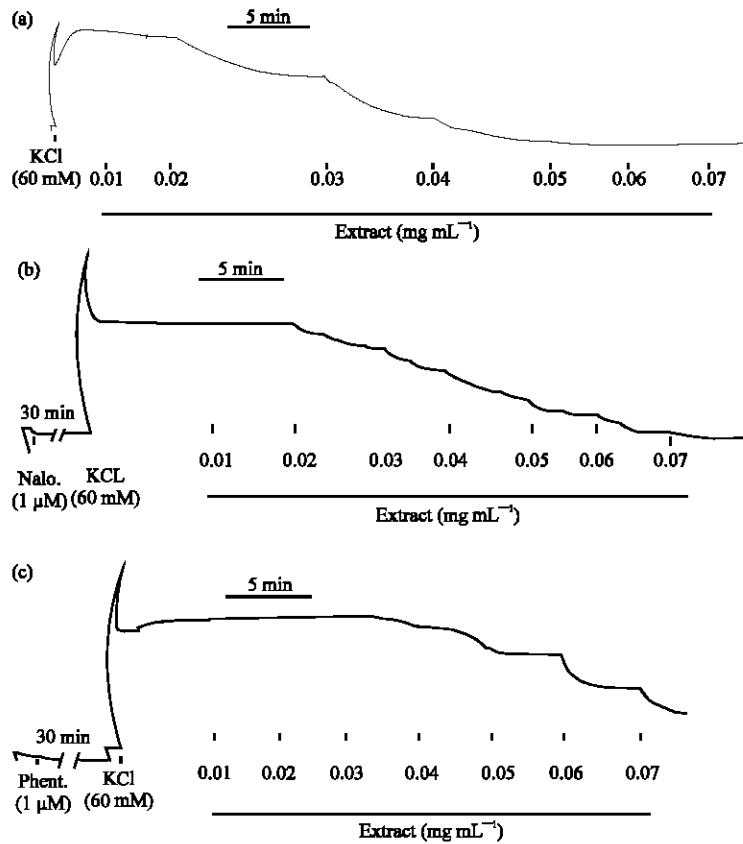 (a)
5 min
KCl
(60 mM)
0.01 0.02 0.03 0.04 0.05 0.06 0.07
Extract (mg mL⁻¹)
(b)
5 min
30 min
Nalo.
(1 μM)
KCL
(60 mM)
0.01 0.02 0.03 0.04 0.05 0.06 0.07
Extract (mg mL⁻¹)
(c)
5 min
30 min
Phent.
(1 μM)
KCl
(60 mM)
0.01 0.02 0.03 0.04 0.05 0.06 0.07
Extract (mg mL⁻¹)